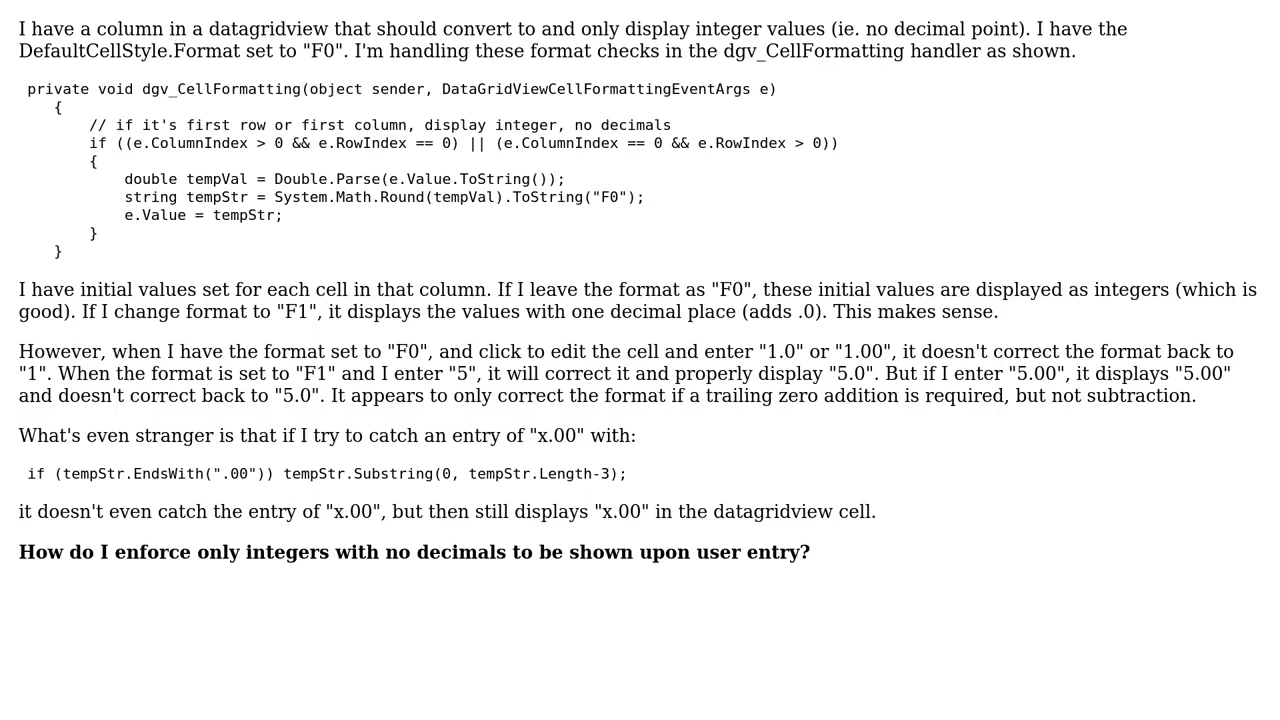 I have a column in a datagridview that should convert to and only display integer values (ie. no decimal point). I have the
DefaultCellStyle.Format set to "F0". I'm handling these format checks in the dgv_CellFormatting handler as shown.
private void dgv_CellFormatting(object sender, DataGridViewCellFormattingEventArgs e)
{
// if it's first row or first column, display integer, no decimals
if ((e.ColumnIndex > 0 && e.RowIndex == 0) || (e.ColumnIndex == 0 && e.RowIndex > 0))
{
double tempVal = Double.Parse(e.Value.ToString());
string tempStr = System.Math.Round(tempVal).ToString("F0");
e.Value = tempStr;
}
}
I have initial values set for each cell in that column. If I leave the format as "F0", these initial values are displayed as integers (which is
good). If I change format to "F1", it displays the values with one decimal place (adds .0). This makes sense.
However, when I have the format set to "F0", and click to edit the cell and enter "1.0" or "1.00", it doesn't correct the format back to
"1". When the format is set to "F1" and I enter "5", it will correct it and properly display "5.0". But if I enter "5.00", it displays "5.00"
and doesn't correct back to "5.0". It appears to only correct the format if a trailing zero addition is required, but not subtraction.
What's even stranger is that if I try to catch an entry of "x.00" with:
if (tempStr.EndsWith(".00")) tempStr.Substring(0, tempStr.Length-3);
it doesn't even catch the entry of "x.00", but then still displays "x.00" in the datagridview cell.
How do I enforce only integers with no decimals to be shown upon user entry?